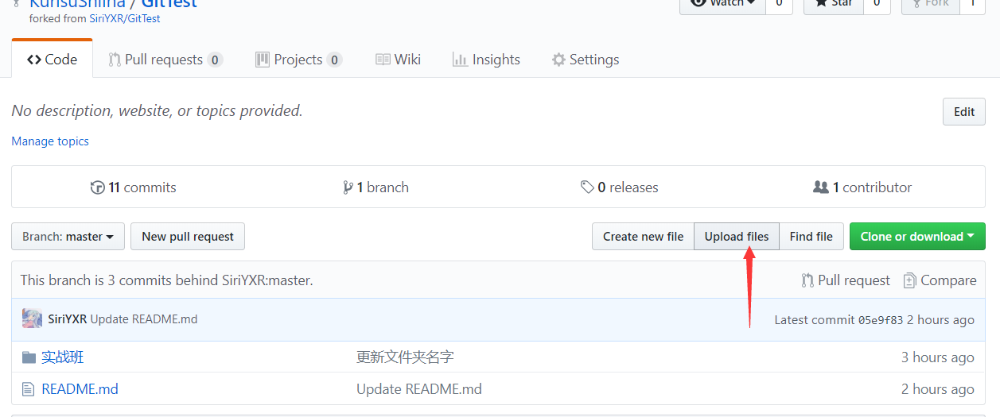 KurisuShiina / GitTest
Watch 0 Star 0 Fork 1
forked from SiriYXR/GitTest
Code Pull requests 0 Projects 0 Wiki Insights Settings
No description, website, or topics provided. Edit
Manage topics
11 commits 1 branch 0 releases 1 contributor
Branch: master New pull request Create new file Upload files Find file Clone or download
This branch is 3 commits behind SiriYXR:master. Pull request Compare
SiriYXR Update README.md Latest commit 05e9f83 2 hours ago
实战班 更新文件夹名字 3 hours ago
README.md Update README.md 2 hours ago